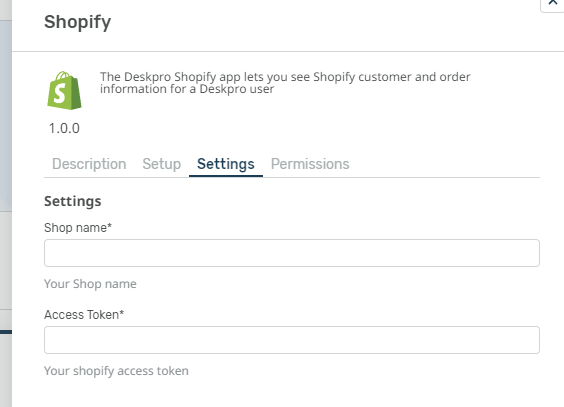 Shopify
The Deskpro Shopify app lets you see Shopify customer and order
information for a Deskpro user
1.0.0
Description Setup Settings Permissions
Settings
Shop name*
Your Shop name
Access Token*
Your shopify access token